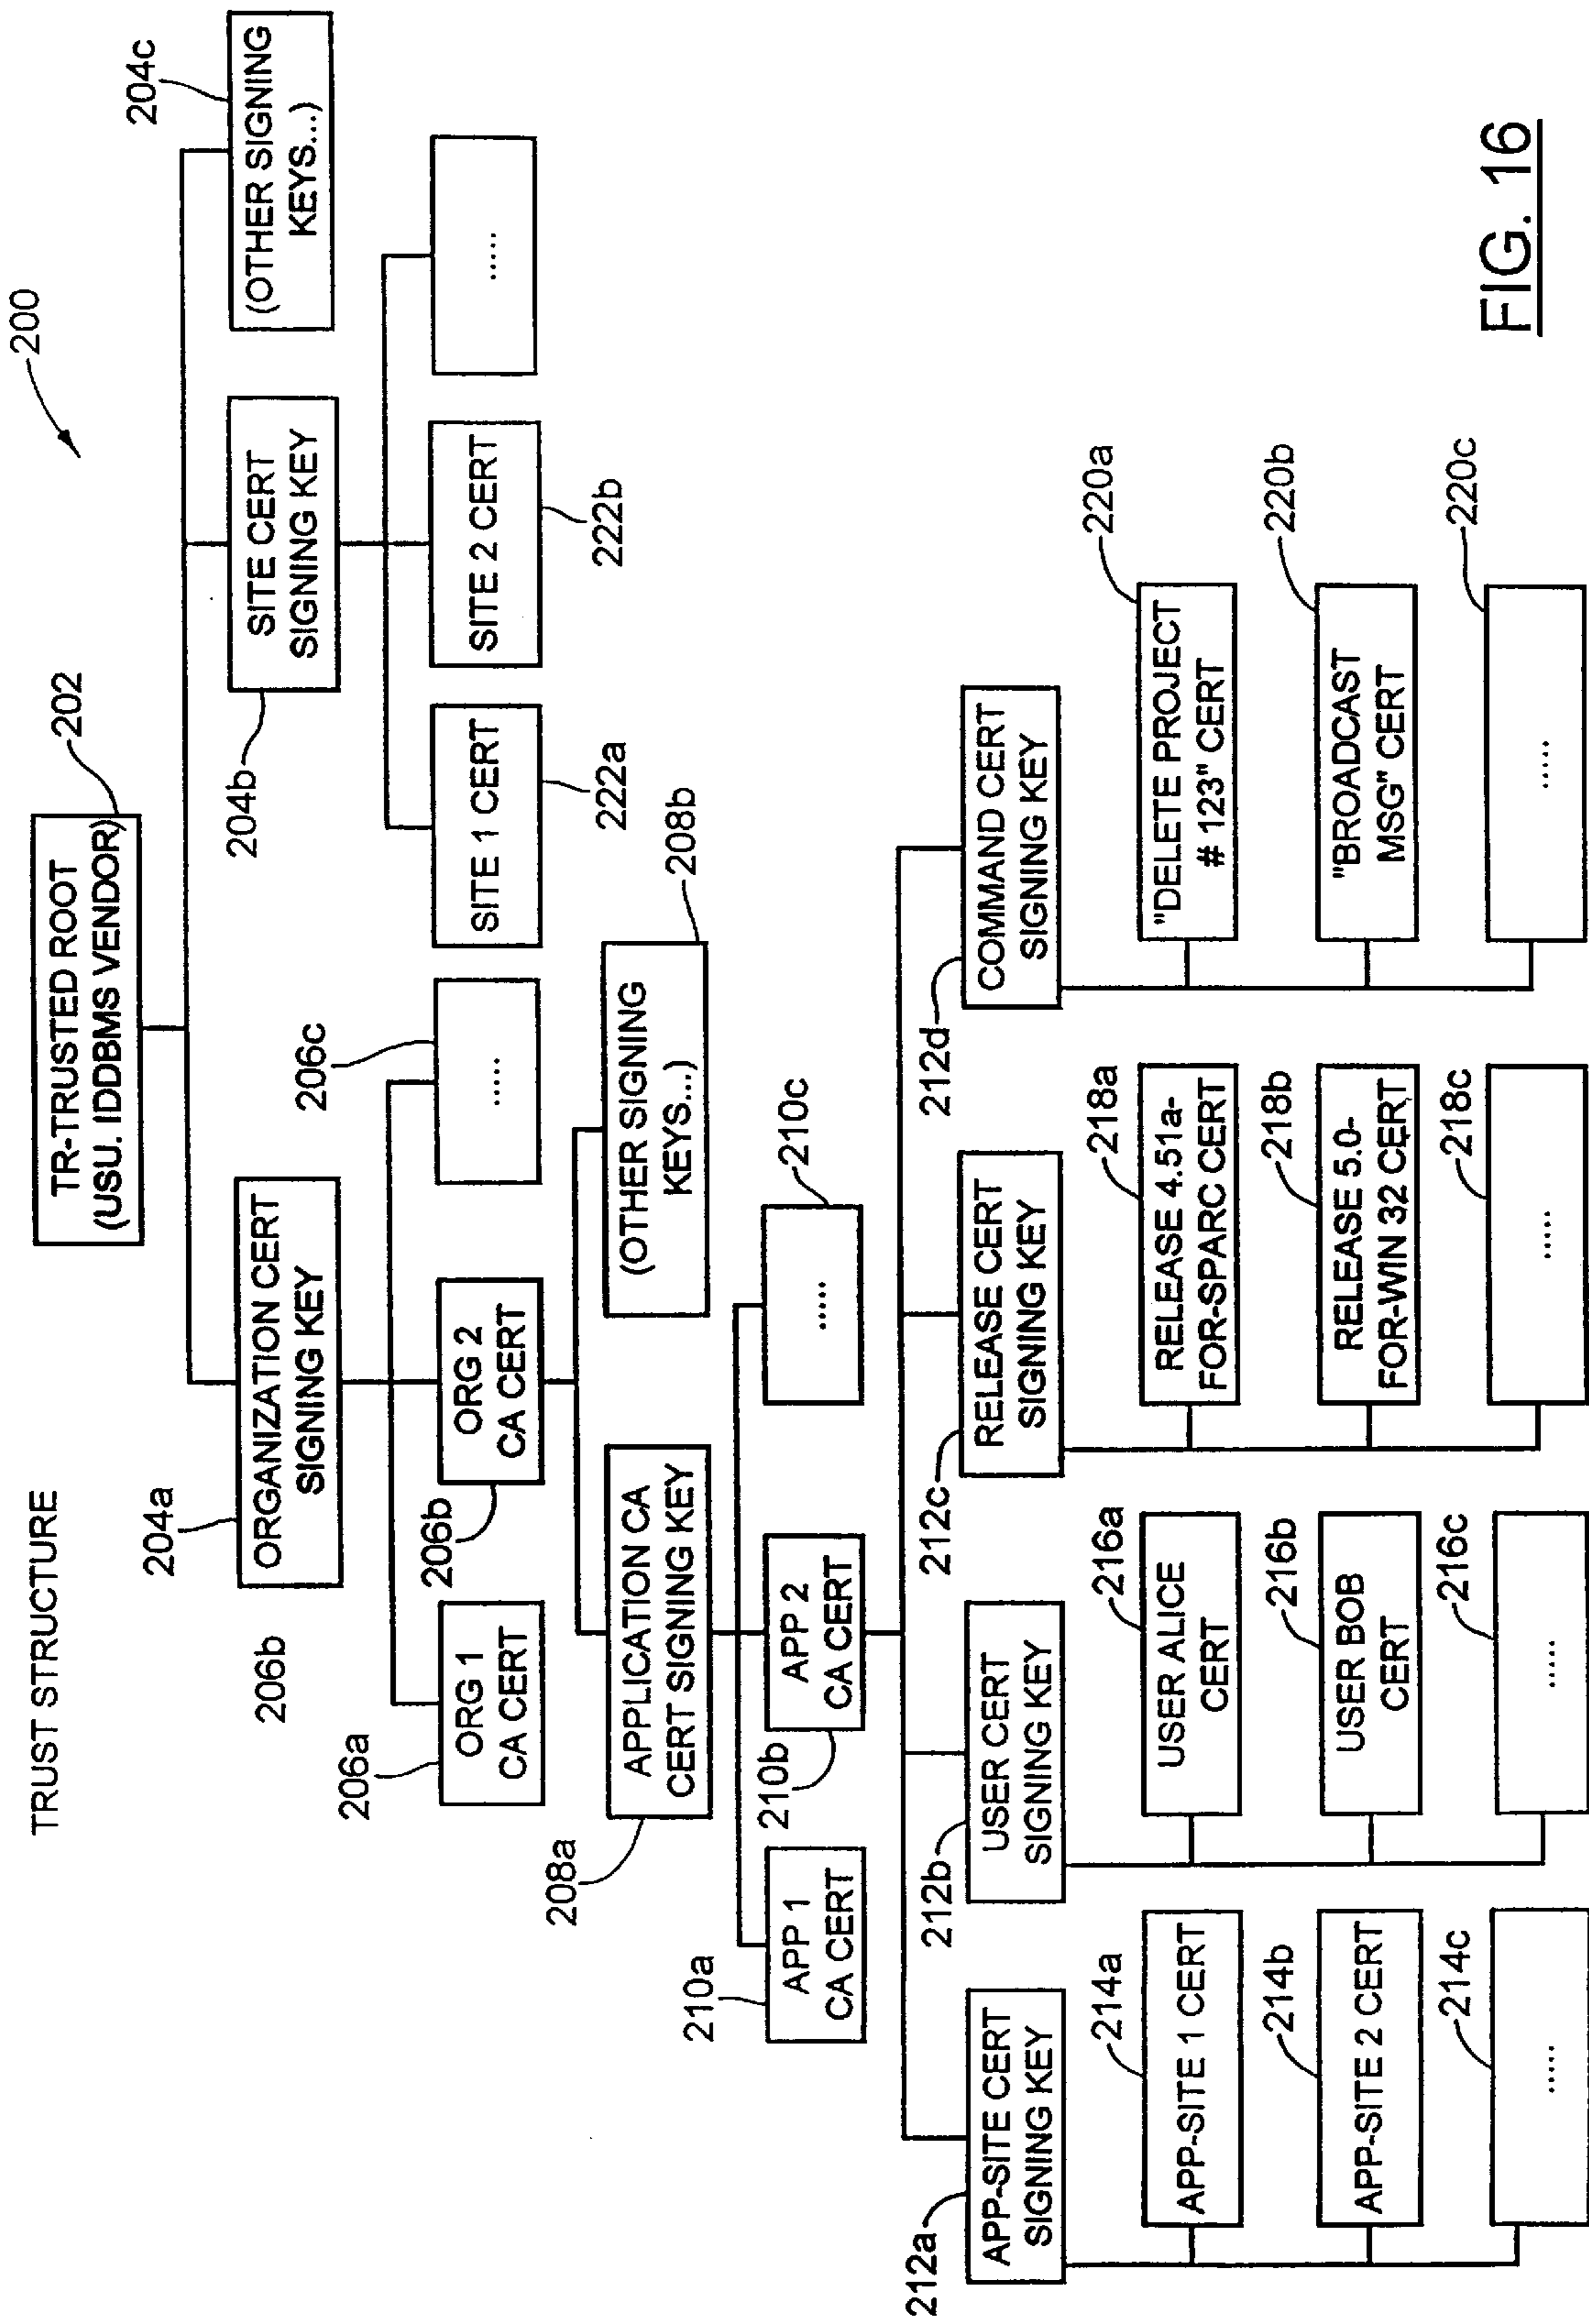 TRUST STRUCTURE
200
TR-TRUSTED ROOT
(USU. IDDBMS VENDOR)
202
204a
ORGANIZATION CERT
SIGNING KEY
204b
SITE CERT
SIGNING KEY
204c
(OTHER SIGNING
KEYS...)
206b
206a
ORG 1
CA CERT
206b
ORG 2
CA CERT
206c
.....
SITE 1 CERT
222a
SITE 2 CERT
222b
.....
208a
APPLICATION CA
CERT SIGNING KEY
(OTHER SIGNING
KEYS...)
208b
210a
APP 1
CA CERT
210b
APP 2
CA CERT
210c
.....
212a
APP-SITE CERT
SIGNING KEY
212b
USER CERT
SIGNING KEY
212c
RELEASE CERT
SIGNING KEY
212d
COMMAND CERT
SIGNING KEY
214a
APP-SITE 1 CERT
216a
USER ALICE
CERT
218a
RELEASE 4.51a-
FOR-SPARC CERT
220a
"DELETE PROJECT
# 123" CERT
214b
APP-SITE 2 CERT
216b
USER BOB
CERT
218b
RELEASE 5.0-
FOR-WIN 32 CERT
220b
"BROADCAST
MSG" CERT
214c
.....
216c
.....
218c
.....
220c
.....
FIG. 16